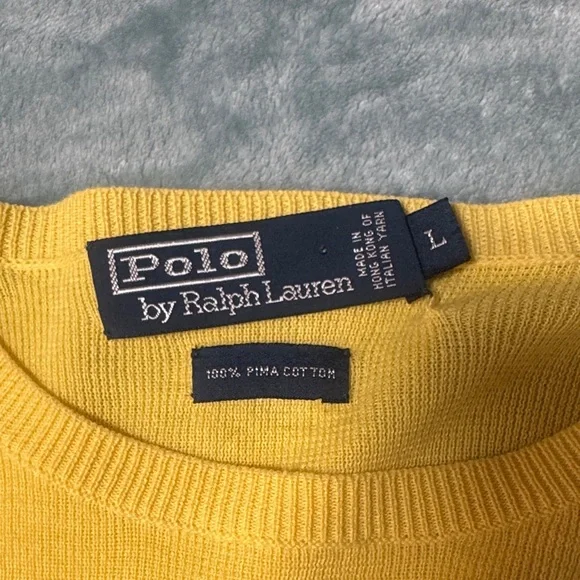 Polo
by Ralph Lauren
MADE IN
HONG KONG OF
ITALIAN YARN
L
100% PIMA COTTON